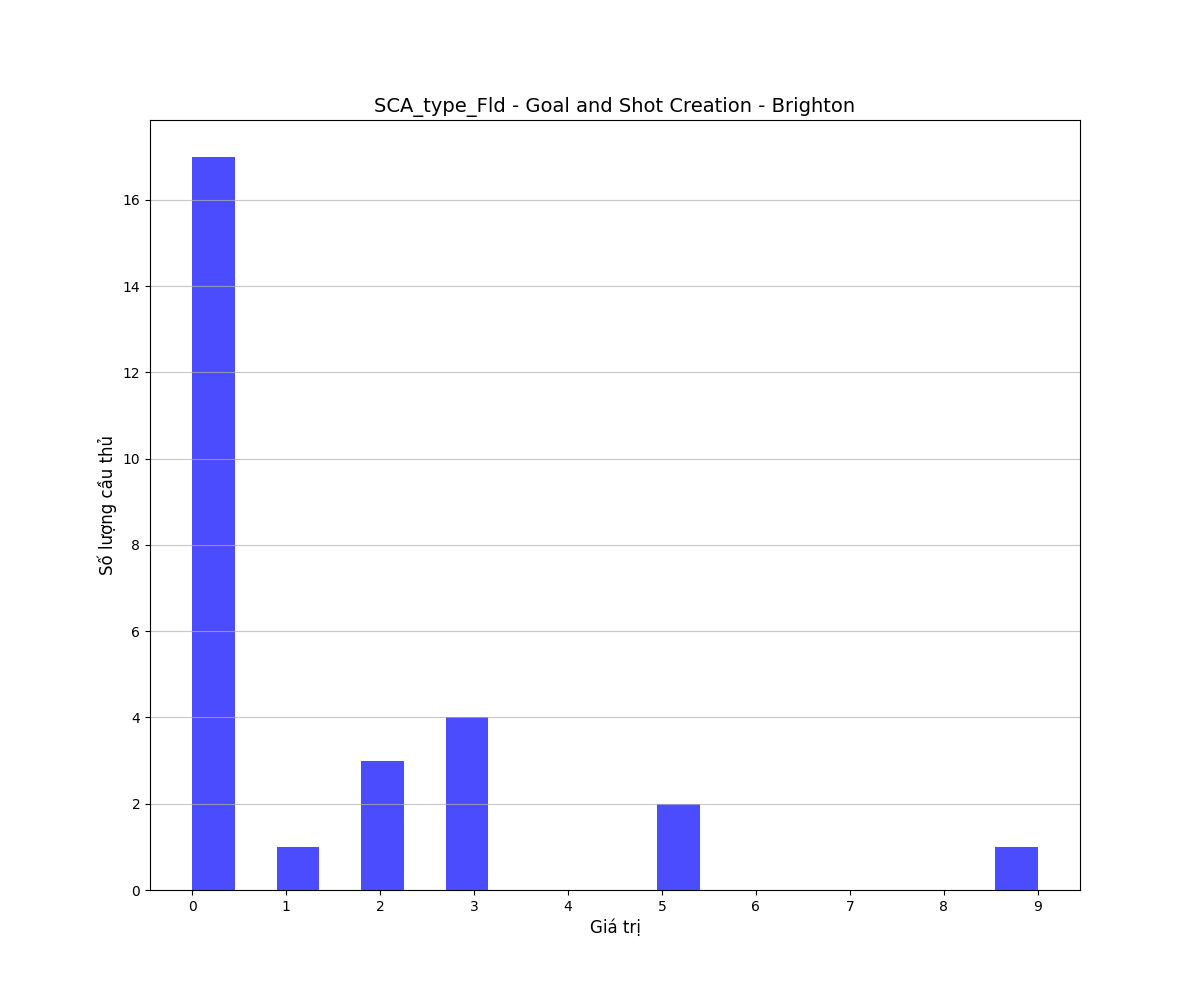 SCA_type_Fld - Goal and Shot Creation - Brighton
Số lượng cầu thủ
16
14
12
10
8
6
4
2
0
0 1 2 3 4 5 6 7 8 9
Giá trị